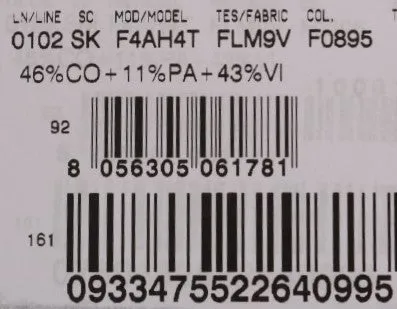 LN/LINE SC MOD/MODEL TES/FABRIC COL.
0102 SK F4AH4T FLM9V F0895
46%CO+11%PA+43%VI
92
8 056305 061781
161
0933475522640995